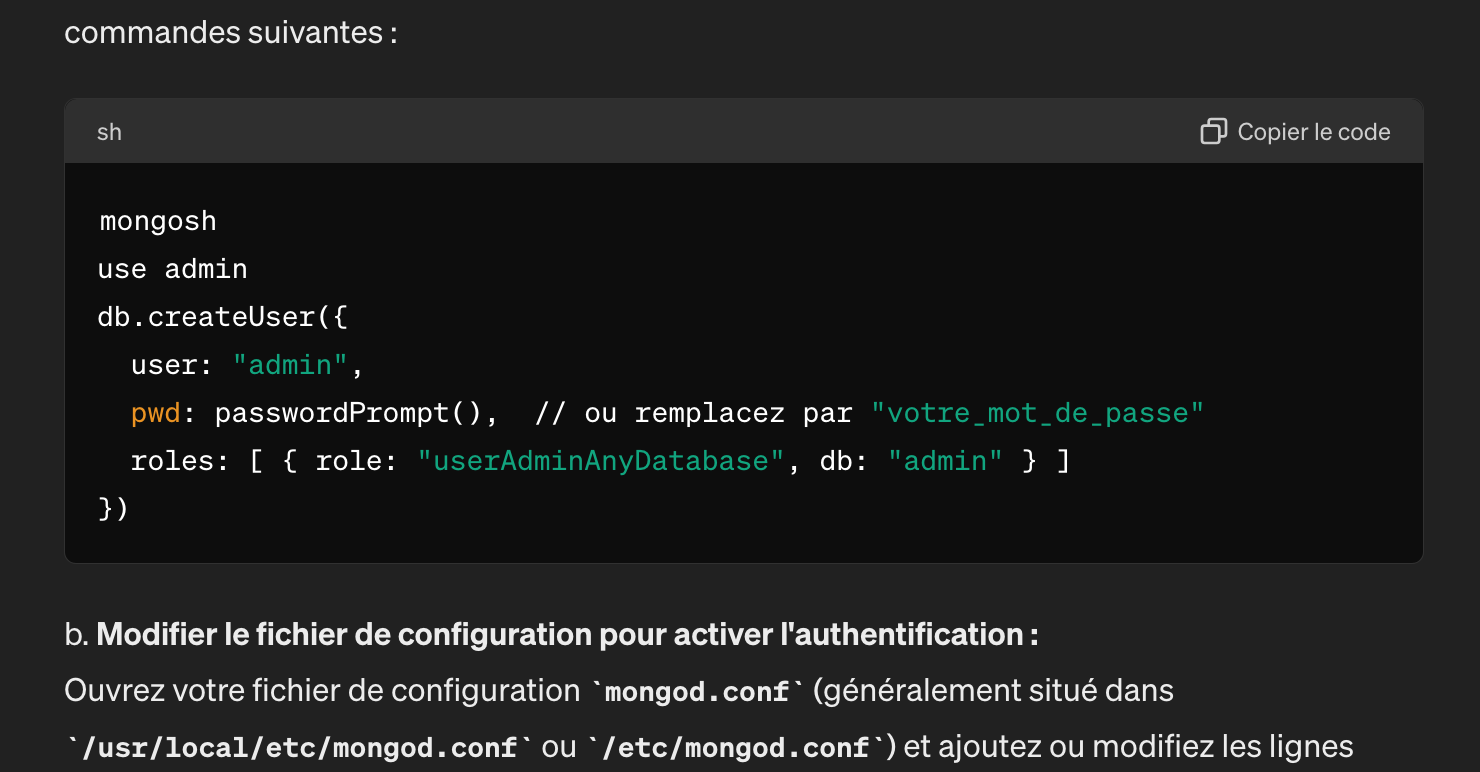 commandes suivantes :
sh
Copier le code
mongosh
use admin
db.createUser({
  user: "admin",
  pwd: passwordPrompt(),  // ou remplacez par "votre_mot_de_passe"
  roles: [ { role: "userAdminAnyDatabase", db: "admin" } ]
})
b. Modifier le fichier de configuration pour activer l'authentification :
Ouvrez votre fichier de configuration `mongod.conf` (généralement situé dans
`/usr/local/etc/mongod.conf` ou `/etc/mongod.conf`) et ajoutez ou modifiez les lignes